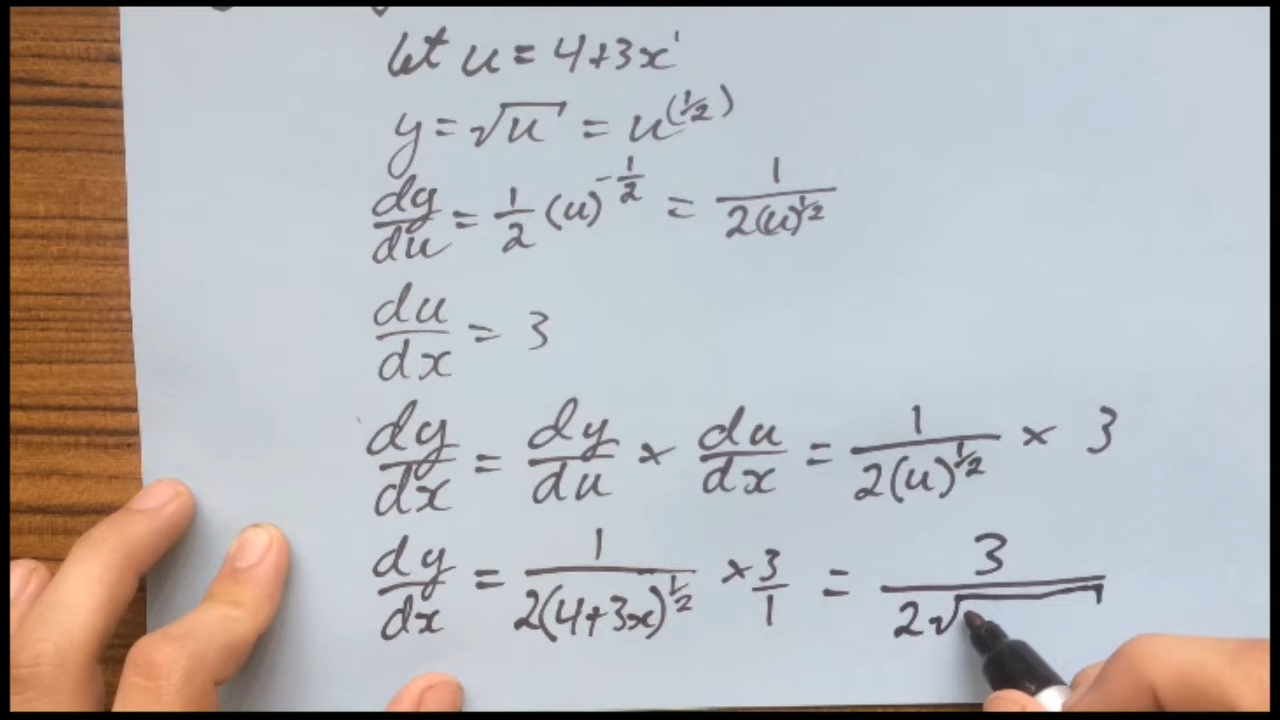 let u = 4+3x¹
y = √u = u^(1/2)
dy/du = 1/2 (u)^-1/2 = 1/2(u)^1/2
du/dx = 3
dy/dx = dy/du × du/dx = 1/2(u)^1/2 × 3
dy/dx = 1/2(4+3x)^1/2 × 3/1 = 3/2√